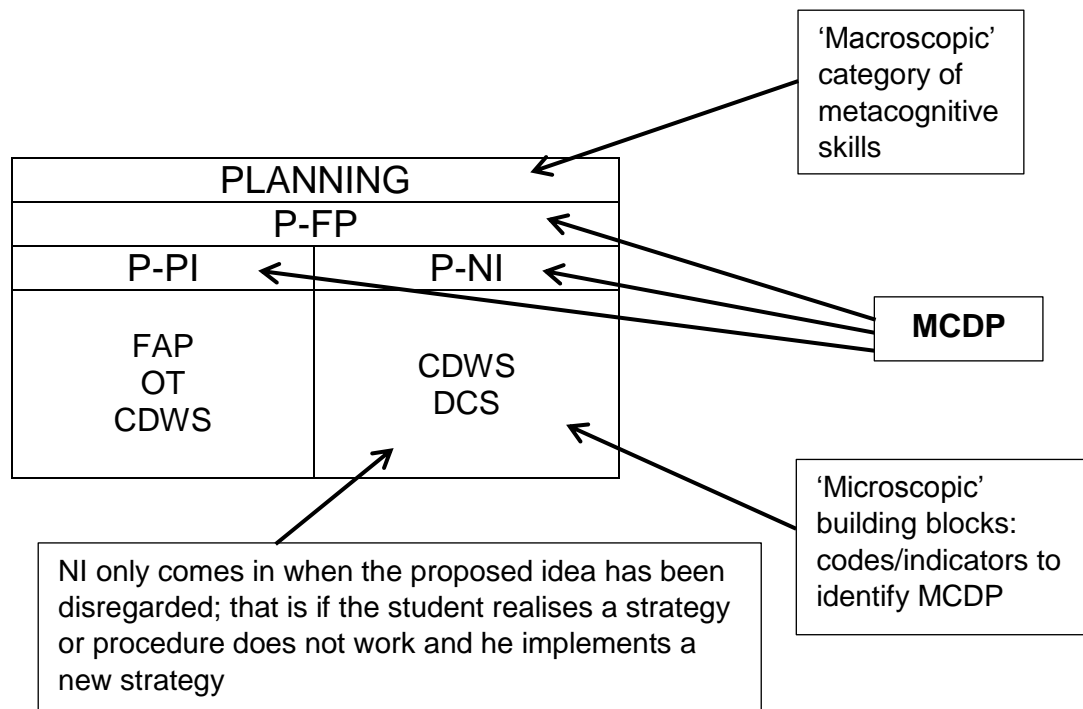 ‘Macroscopic’
category of
metacognitive
skills
PLANNING
P-FP
P-PI
P-NI
MCDP
FAP
OT
CDWS
CDWS
DCS
‘Microscopic’
building blocks:
codes/indicators to
identify MCDP
NI only comes in when the proposed idea has been
disregarded; that is if the student realises a strategy
or procedure does not work and he implements a
new strategy